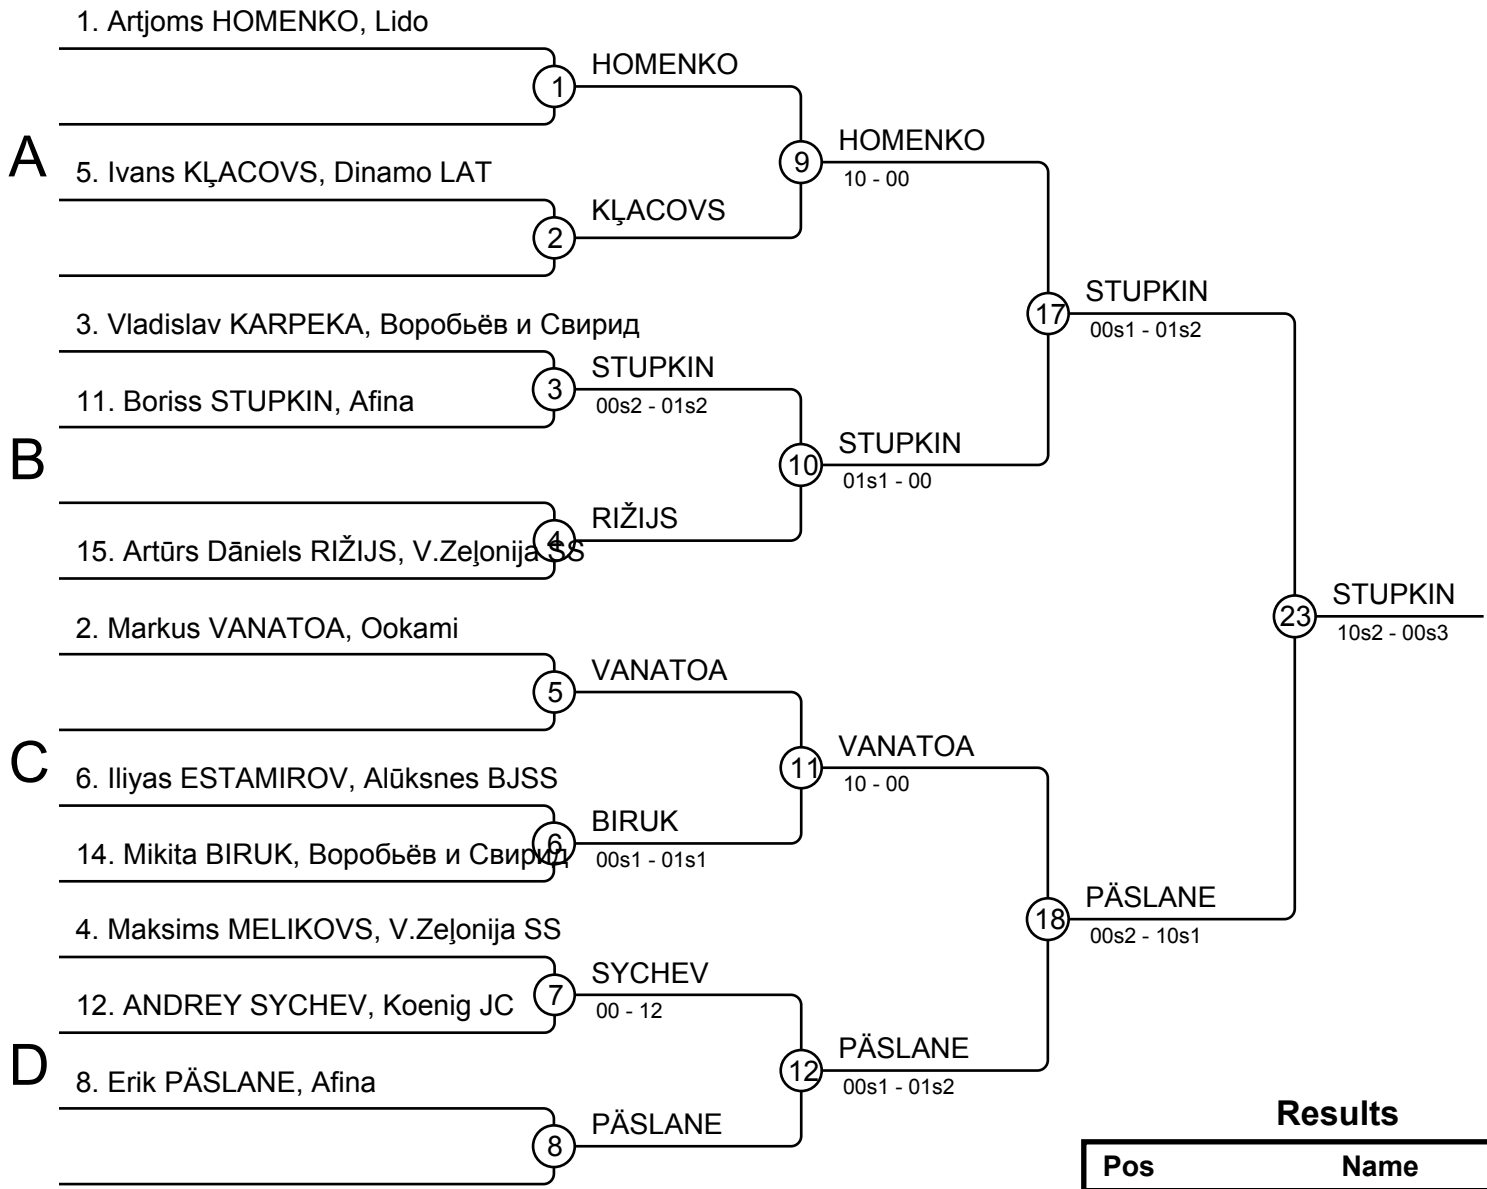 1. Artjoms HOMENKO, Lido
HOMENKO
1
HOMENKO
10 - 00
9
A
5. Ivans KĻACOVS, Dinamo LAT
KĻACOVS
2
STUPKIN
00s1 - 01s2
17
3. Vladislav KARPEKA, Воробьёв и Свирид
STUPKIN
00s2 - 01s2
3
11. Boriss STUPKIN, Afina
B
STUPKIN
01s1 - 00
10
RIŽIJS
4
15. Artūrs Dāniels RIŽIJS, V.Zeļonija SS
STUPKIN
10s2 - 00s3
23
2. Markus VANATOA, Ookami
VANATOA
5
VANATOA
10 - 00
11
C
6. Iliyas ESTAMIROV, Alūksnes BJSS
BIRUK
00s1 - 01s1
6
14. Mikita BIRUK, Воробьёв и Свирид
PÄSLANE
00s2 - 10s1
18
4. Maksims MELIKOVS, V.Zeļonija SS
SYCHEV
00 - 12
7
12. ANDREY SYCHEV, Koenig JC
PÄSLANE
00s1 - 01s2
12
D
8. Erik PÄSLANE, Afina
PÄSLANE
8
Results
Pos Name